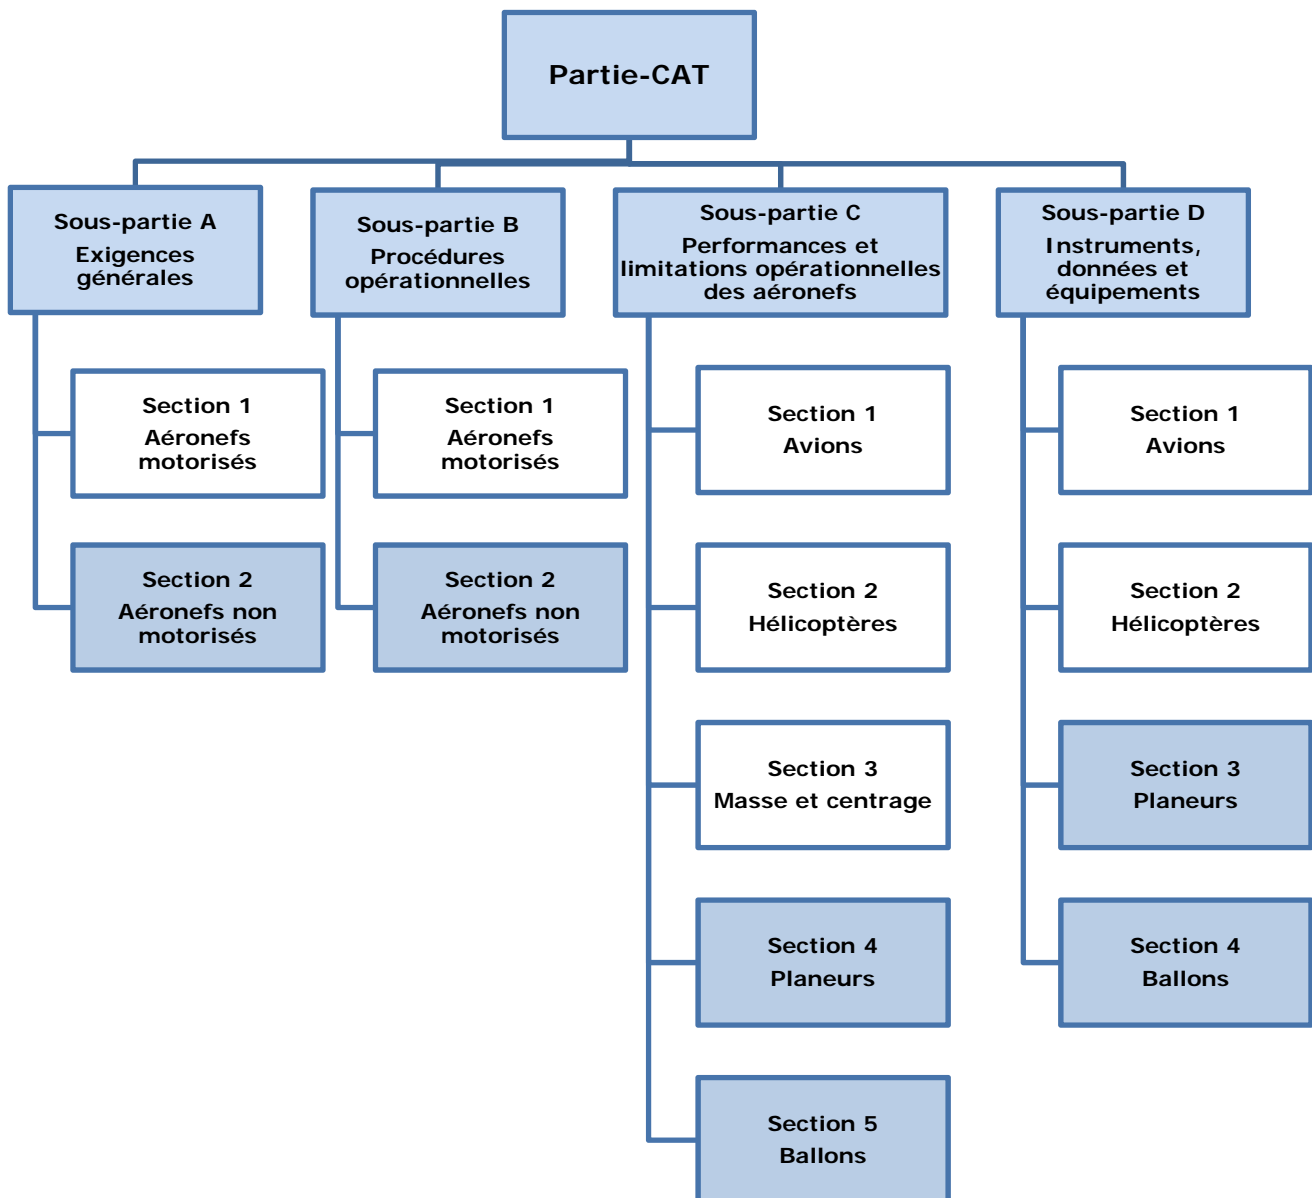 Partie-CAT
Sous-partie A
Exigences
générales
Section 1
Aéronefs
motorisés
Section 2
Aéronefs non
motorisés
Sous-partie B
Procédures
opérationnelles
Section 1
Aéronefs
motorisés
Section 2
Aéronefs non
motorisés
Sous-partie C
Performances et
limitations opérationnelles
des aéronefs
Section 1
Avions
Section 2
Hélicoptères
Section 3
Masse et centrage
Section 4
Planeurs
Section 5
Ballons
Sous-partie D
Instruments,
données et
équipements
Section 1
Avions
Section 2
Hélicoptères
Section 3
Planeurs
Section 4
Ballons